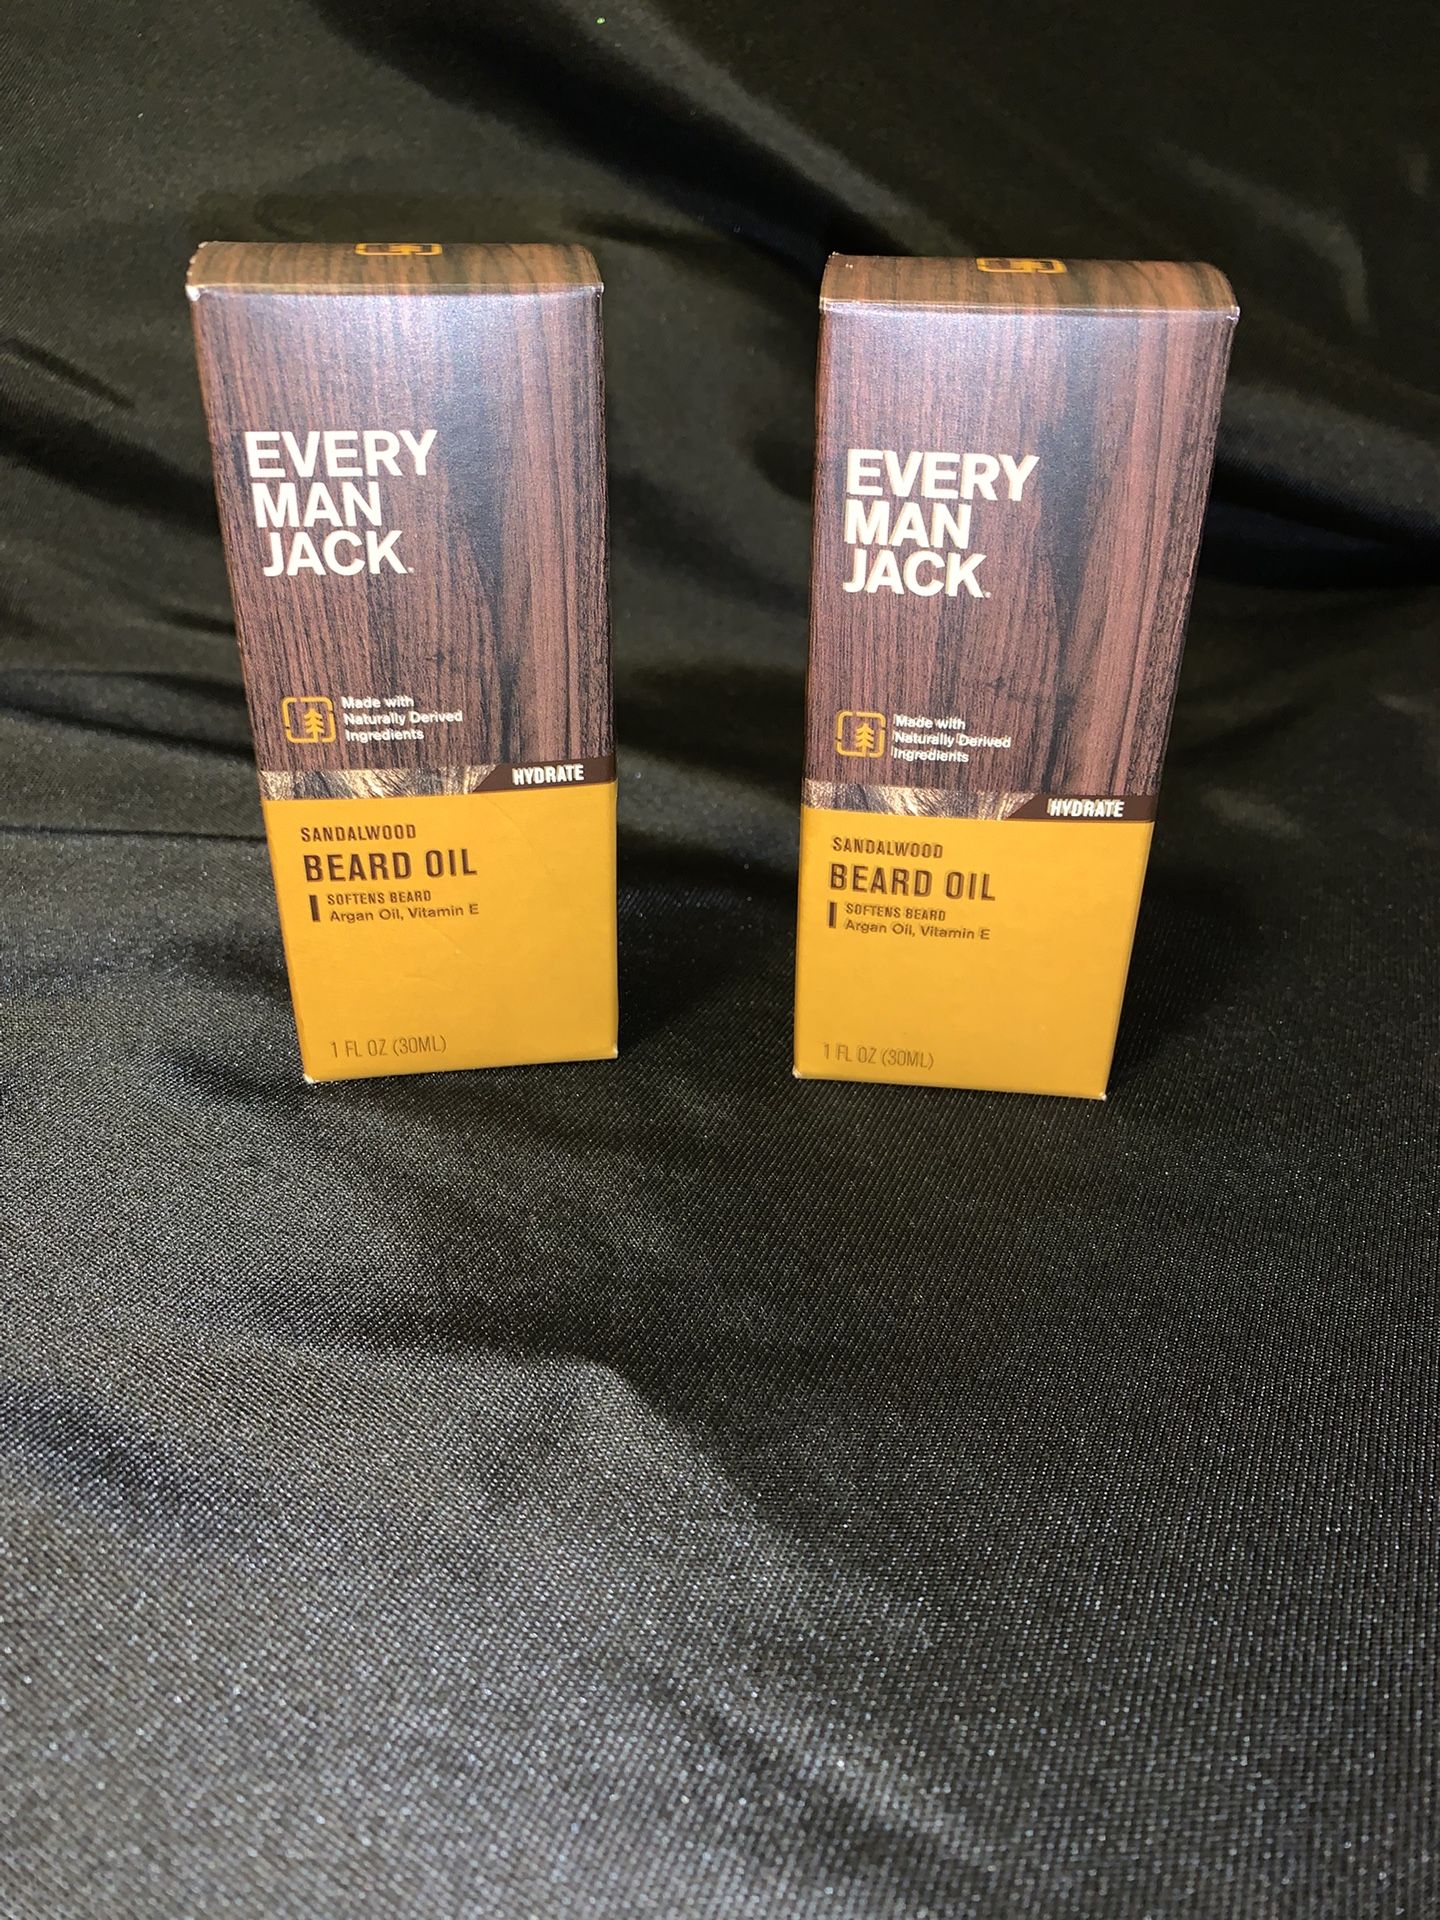 EVERY
MAN
JACK.
Made with
Naturally Derived
Ingredients
HYDRATE
SANDALWOOD
BEARD OIL
SOFTENS BEARD
Argan Oil, Vitamin E
1 FL OZ (30ML)
EVERY
MAN
JACK.
Made with
Naturally Derived
Ingredients
HYDRATE
SANDALWOOD
BEARD OIL
SOFTENS BEARD
Argan Oil, Vitamin E
1 FL OZ (30ML)